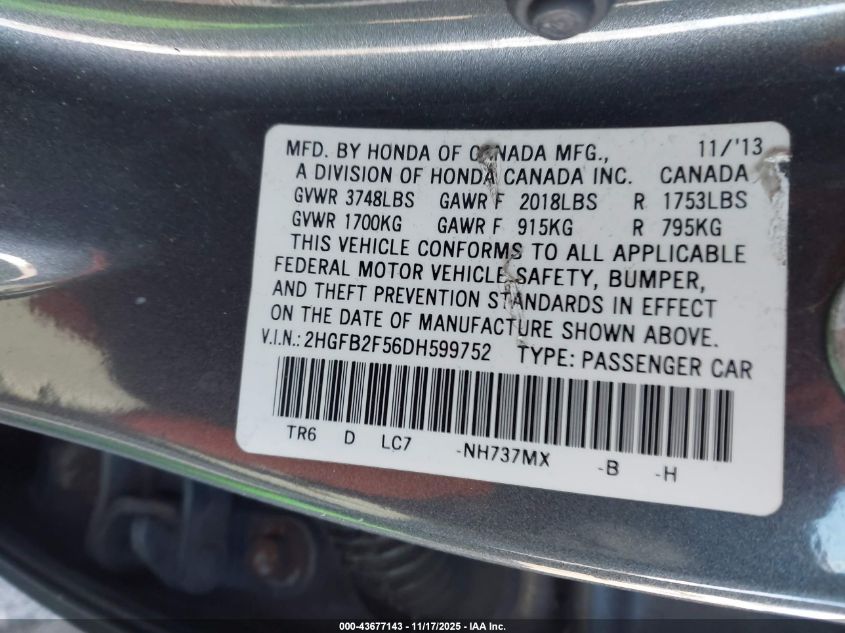 MFD. BY HONDA OF CANADA MFG., 11/'13
A DIVISION OF HONDA CANADA INC. CANADA
GVWR 3748LBS GAWR F 2018LBS R 1753LBS
GVWR 1700KG GAWR F 915KG R 795KG
THIS VEHICLE CONFORMS TO ALL APPLICABLE
FEDERAL MOTOR VEHICLE SAFETY, BUMPER,
AND THEFT PREVENTION STANDARDS IN EFFECT
ON THE DATE OF MANUFACTURE SHOWN ABOVE.
V.I.N.: 2HGFB2F56DH599752 TYPE: PASSENGER CAR
TR6 D LC7 -NH737MX -B -H
000-43677143 - 11/17/2025 - IAA Inc.